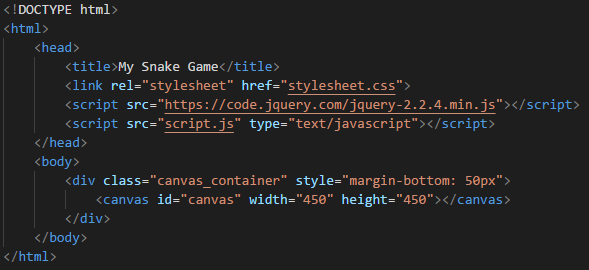 <!DOCTYPE html>
<html>
    <head>
        <title>My Snake Game</title>
        <link rel="stylesheet" href="stylesheet.css">
        <script src="https://code.jquery.com/jquery-2.2.4.min.js"></script>
        <script src="script.js" type="text/javascript"></script>
    </head>
    <body>
        <div class="canvas_container" style="margin-bottom: 50px">
            <canvas id="canvas" width="450" height="450"></canvas>
        </div>
    </body>
</html>